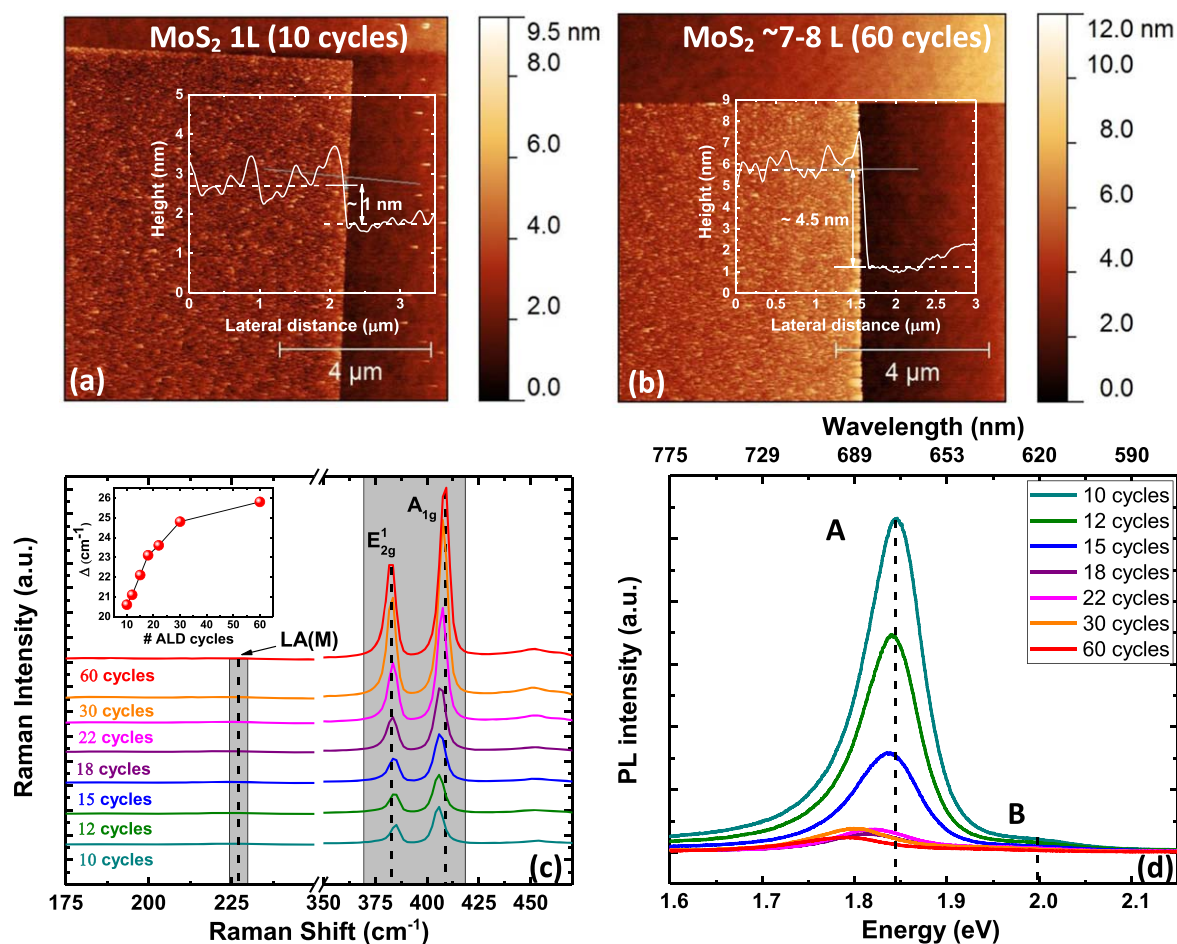 MoS₂ 1L (10 cycles)
9.5 nm
8.0
6.0
4.0
2.0
0.0
5
4
3
2
1
0
Height (nm)
~ 1 nm
0 1 2 3
Lateral distance (μm)
4 μm
(a)
MoS₂ ~7-8 L (60 cycles)
12.0 nm
10.0
8.0
6.0
4.0
2.0
0.0
9
8
7
6
5
4
3
2
1
0
Height (nm)
~ 4.5 nm
0 0.5 1.0 1.5 2.0 2.5 3
Lateral distance (μm)
4 μm
(b)
Raman Intensity (a.u.)
26
25
24
23
22
21
20
Δ (cm⁻¹)
10 20 30 40 50 60
# ALD cycles
E¹₂g
A₁g
LA(M)
60 cycles
30 cycles
22 cycles
18 cycles
15 cycles
12 cycles
10 cycles
(c)
175 200 225 350 375 400 425 450
Raman Shift (cm⁻¹)
Wavelength (nm)
775 729 689 653 620 590
PL intensity (a.u.)
A
B
10 cycles
12 cycles
15 cycles
18 cycles
22 cycles
30 cycles
60 cycles
(d)
1.6 1.7 1.8 1.9 2.0 2.1
Energy (eV)